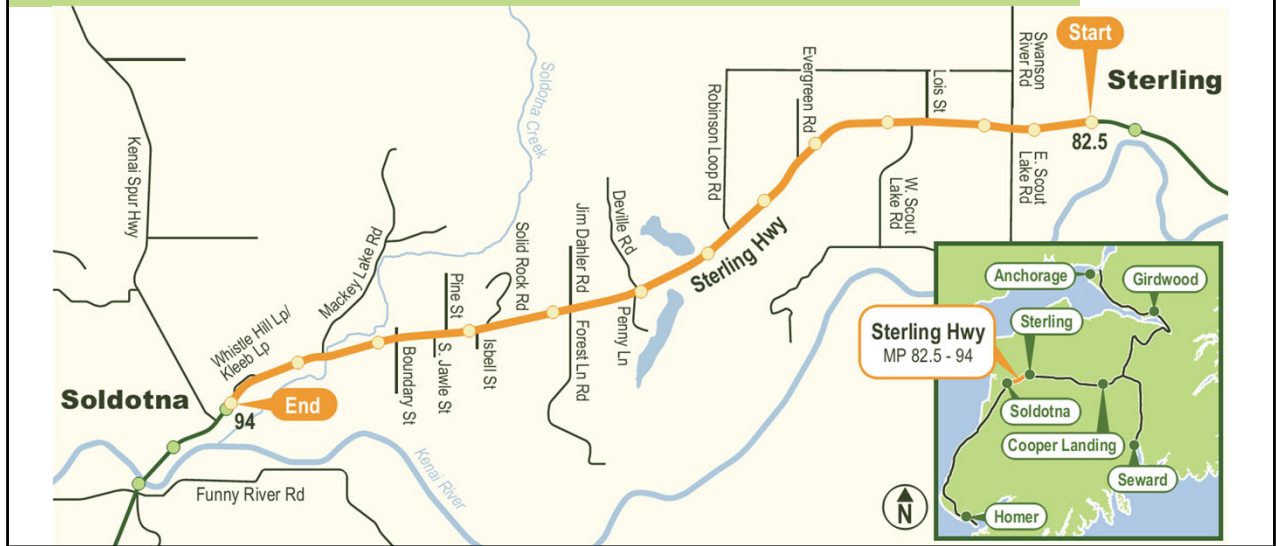 Start
Sterling
82.5
Swanson
River Rd
E. Scout
Lake Rd
Lois St
W. Scout
Lake Rd
Evergreen Rd
Robinson Loop Rd
Sterling Hwy
Deville Rd
Penny Ln
Jim Dahler Rd
Forest Ln Rd
Solid Rock Rd
Isbell St
Pine St
S. Jawle St
Boundary St
Soldotna
Creek
Mackey Lake Rd
Kenai Spur Hwy
Whistle Hill Lp/
Kleeb Lp
Soldotna
End
94
Kenai
River
Funny River Rd
N
Anchorage
Girdwood
Sterling
Sterling Hwy
MP 82.5 - 94
Soldotna
Cooper Landing
Seward
Homer